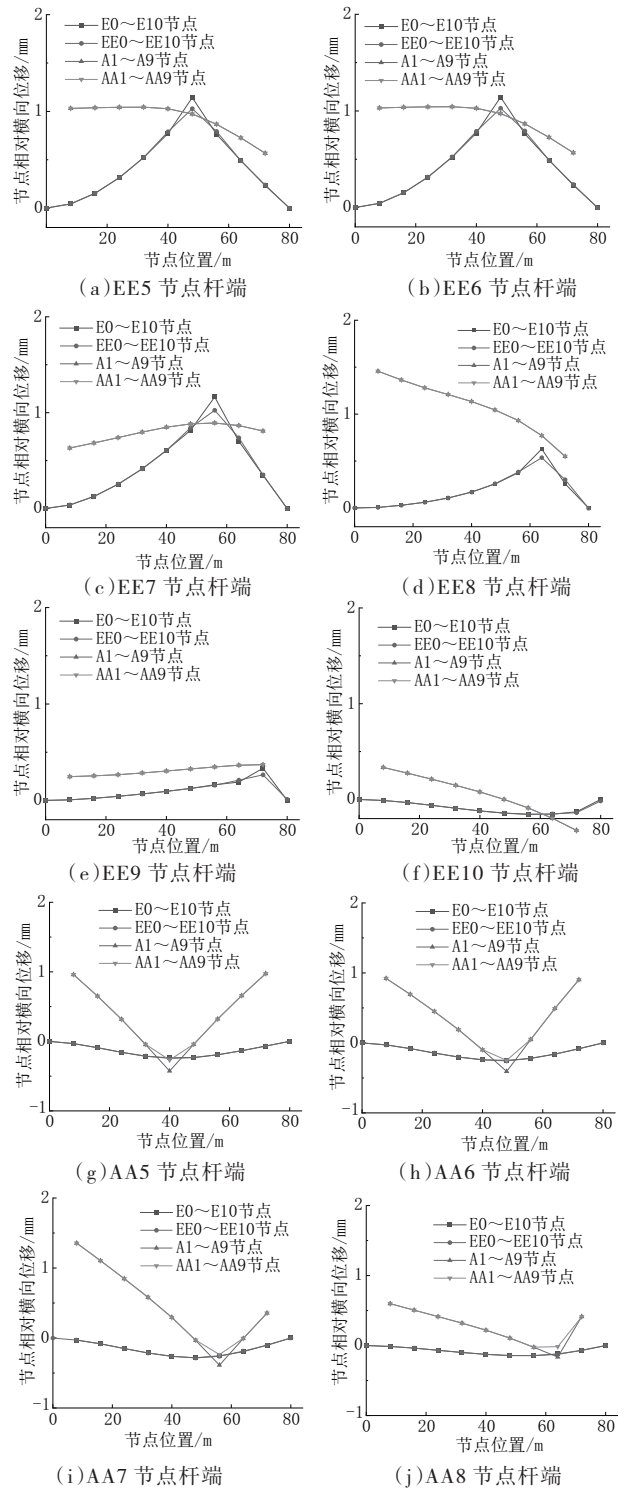 节点相对横向位移/mm
2
1
0
E0～E10节点
EE0～EE10节点
A1～A9节点
AA1～AA9节点
0 20 40 60 80
节点位置/m
(a)EE5 节点杆端
节点相对横向位移/mm
2
1
0
E0～E10节点
EE0～EE10节点
A1～A9节点
AA1～AA9节点
0 20 40 60 80
节点位置/m
(b)EE6 节点杆端
节点相对横向位移/mm
2
1
0
E0～E10节点
EE0～EE10节点
A1～A9节点
AA1～AA9节点
0 20 40 60 80
节点位置/m
(c)EE7 节点杆端
节点相对横向位移/mm
2
1
0
E0～E10节点
EE0～EE10节点
A1～A9节点
AA1～AA9节点
0 20 40 60 80
节点位置/m
(d)EE8 节点杆端
节点相对横向位移/mm
2
1
0
E0～E10节点
EE0～EE10节点
A1～A9节点
AA1～AA9节点
0 20 40 60 80
节点位置/m
(e)EE9 节点杆端
节点相对横向位移/mm
2
1
0
E0～E10节点
EE0～EE10节点
A1～A9节点
AA1～AA9节点
0 20 40 60 80
节点位置/m
(f)EE10 节点杆端
节点相对横向位移/mm
2
1
0
-1
E0～E10节点
EE0～EE10节点
A1～A9节点
AA1～AA9节点
0 20 40 60 80
节点位置/m
(g)AA5 节点杆端
节点相对横向位移/mm
2
1
0
-1
E0～E10节点
EE0～EE10节点
A1～A9节点
AA1～AA9节点
0 20 40 60 80
节点位置/m
(h)AA6 节点杆端
节点相对横向位移/mm
2
1
0
-1
E0～E10节点
EE0～EE10节点
A1～A9节点
AA1～AA9节点
0 20 40 60 80
节点位置/m
(i)AA7 节点杆端
节点相对横向位移/mm
2
1
0
-1
E0～E10节点
EE0～EE10节点
A1～A9节点
AA1～AA9节点
0 20 40 60 80
节点位置/m
(j)AA8 节点杆端